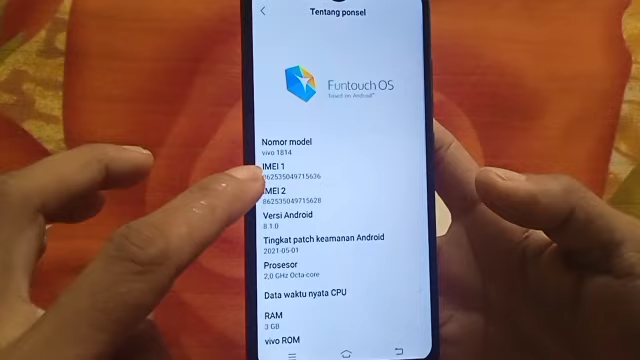 Tentang ponsel
Funtouch OS
based on Android™
Nomor model
vivo 1814
IMEI 1
862535049715636
IMEI 2
862535049715628
Versi Android
8.1.0
Tingkat patch keamanan Android
2021-05-01
Prosesor
2,0 GHz Octa-core
Data waktu nyata CPU
RAM
3 GB
vivo ROM